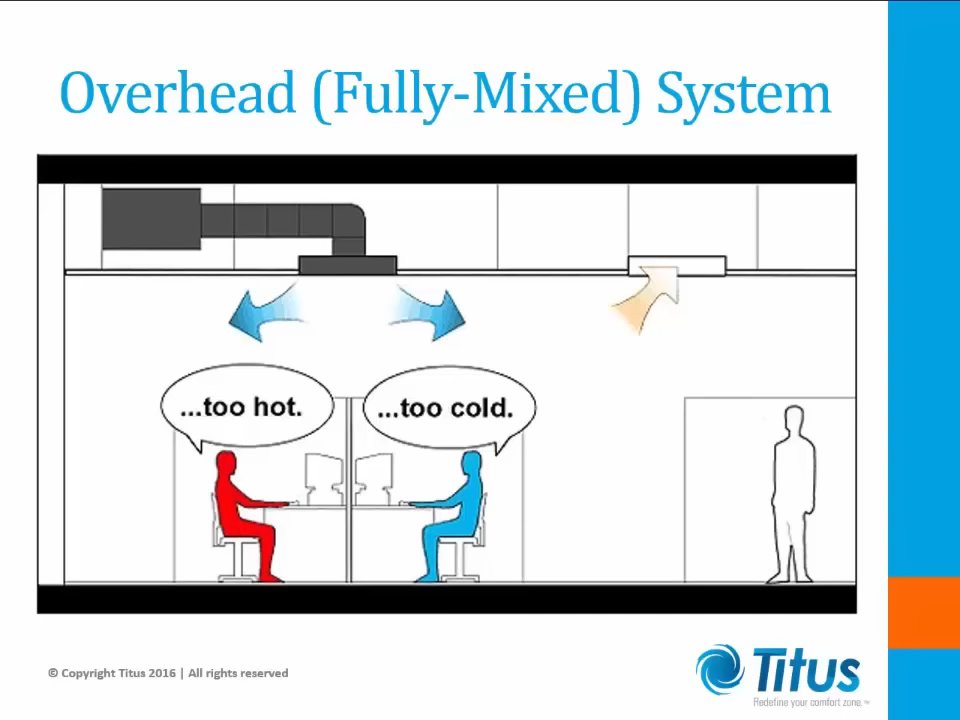 Overhead (Fully-Mixed) System
...too hot.
...too cold.
© Copyright Titus 2016 | All rights reserved
Titus
Redefine your comfort zone.™